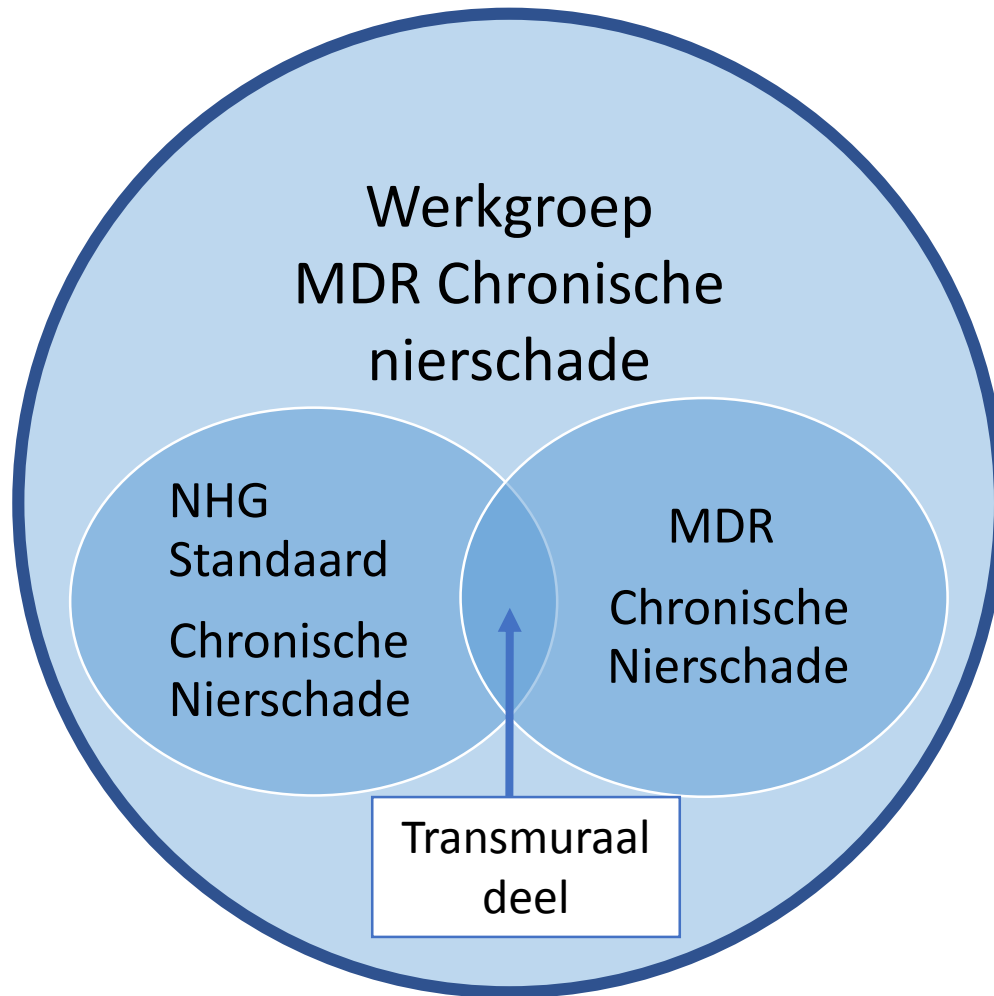 Werkgroep
MDR Chronische
nierschade
NHG
Standaard
Chronische
Nierschade
MDR
Chronische
Nierschade
Transmuraal
deel